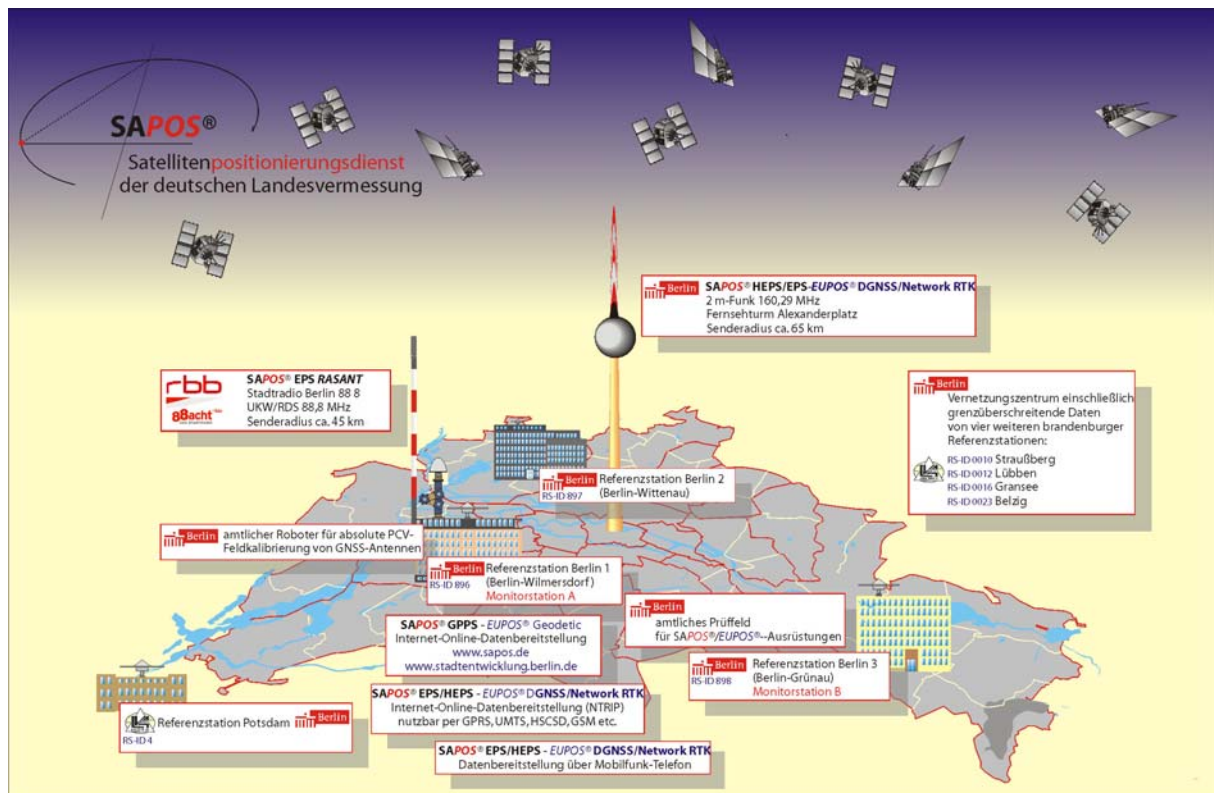 SAPOS®
Satellitenpositionierungsdienst
der deutschen Landesvermessung
Berlin
SAPOS® HEPS/EPS-EUPOS® DGNSS/Network RTK
2 m-Funk 160,29 MHz
Fernsehturm Alexanderplatz
Senderadius ca. 65 km
rbb
88acht
SAPOS® EPS RASANT
Stadtradio Berlin 88 8
UKW/RDS 88,8 MHz
Senderadius ca. 45 km
Berlin
Vernetzungszentrum einschließlich
grenzüberschreitende Daten
von vier weiteren brandenburger
Referenzstationen:
RS-ID 0010 Straußberg
RS-ID 0012 Lübben
RS-ID 0016 Gransee
RS-ID 0023 Belzig
Berlin Referenzstation Berlin 2
RS-ID 897 (Berlin-Wittenau)
Berlin amtlicher Roboter für absolute PCV-
Feldkalibrierung von GNSS-Antennen
Berlin Referenzstation Berlin 1
RS-ID 896 (Berlin-Wilmersdorf)
Monitorstation A
Berlin
amtliches Prüffeld
für SAPOS®/EUPOS®--Ausrüstungen
SAPOS® GPPS - EUPOS® Geodetic
Internet-Online-Datenbereitstellung
www.sapos.de
www.stadtentwicklung.berlin.de
Berlin Referenzstation Berlin 3
RS-ID 898 (Berlin-Grünau)
Monitorstation B
SAPOS® EPS/HEPS - EUPOS® DGNSS/Network RTK
Internet-Online-Datenbereitstellung (NTRIP)
nutzbar per GPRS, UMTS, HSCSD, GSM etc.
Referenzstation Potsdam Berlin
RS-ID 4
SAPOS® EPS/HEPS - EUPOS® DGNSS/Network RTK
Datenbereitstellung über Mobilfunk-Telefon